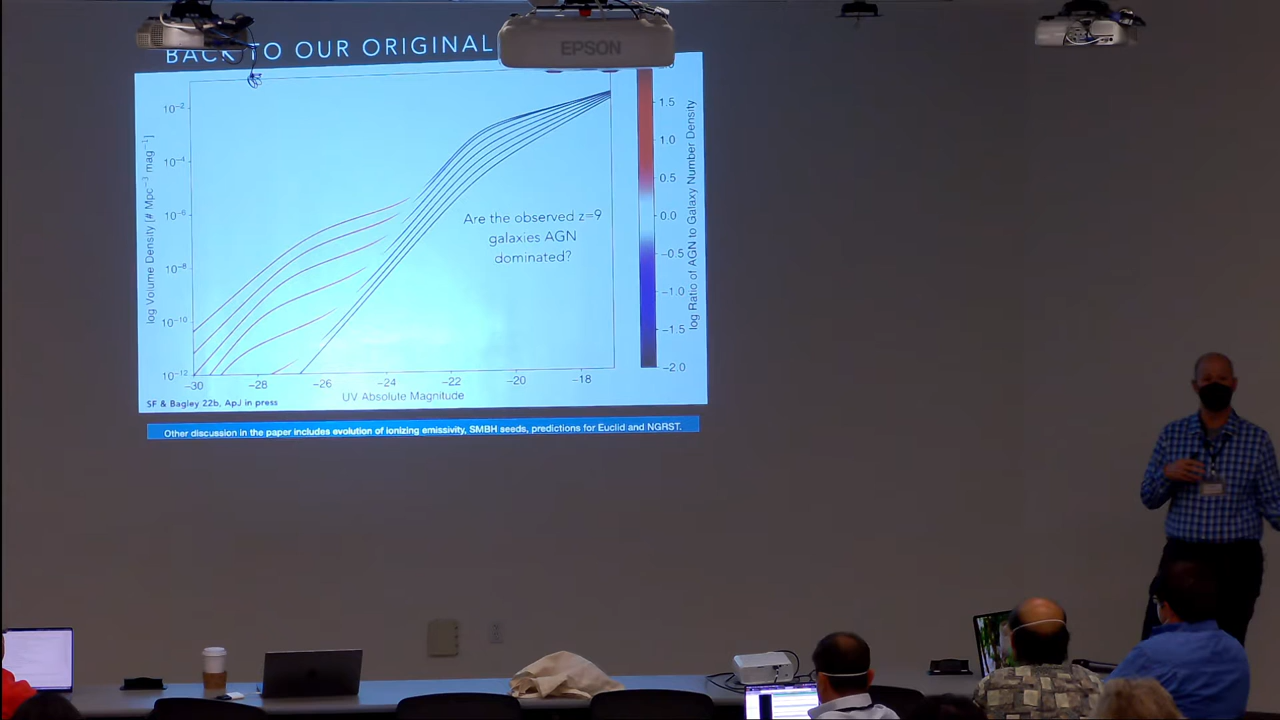 BACK TO OUR ORIGINAL
EPSON
log Volume Density [# Mpc⁻³ mag⁻¹]
10⁻²
10⁻⁴
10⁻⁶
10⁻⁸
10⁻¹⁰
10⁻¹²
−30
−28
−26
−24
−22
−20
−18
UV Absolute Magnitude
Are the observed z=9
galaxies AGN
dominated?
1.5
1.0
0.5
0.0
−0.5
−1.0
−1.5
−2.0
log Ratio of AGN to Galaxy Number Density
SF & Bagley 22b, ApJ in press
Other discussion in the paper includes evolution of ionizing emissivity, SMBH seeds, predictions for Euclid and NGRST.